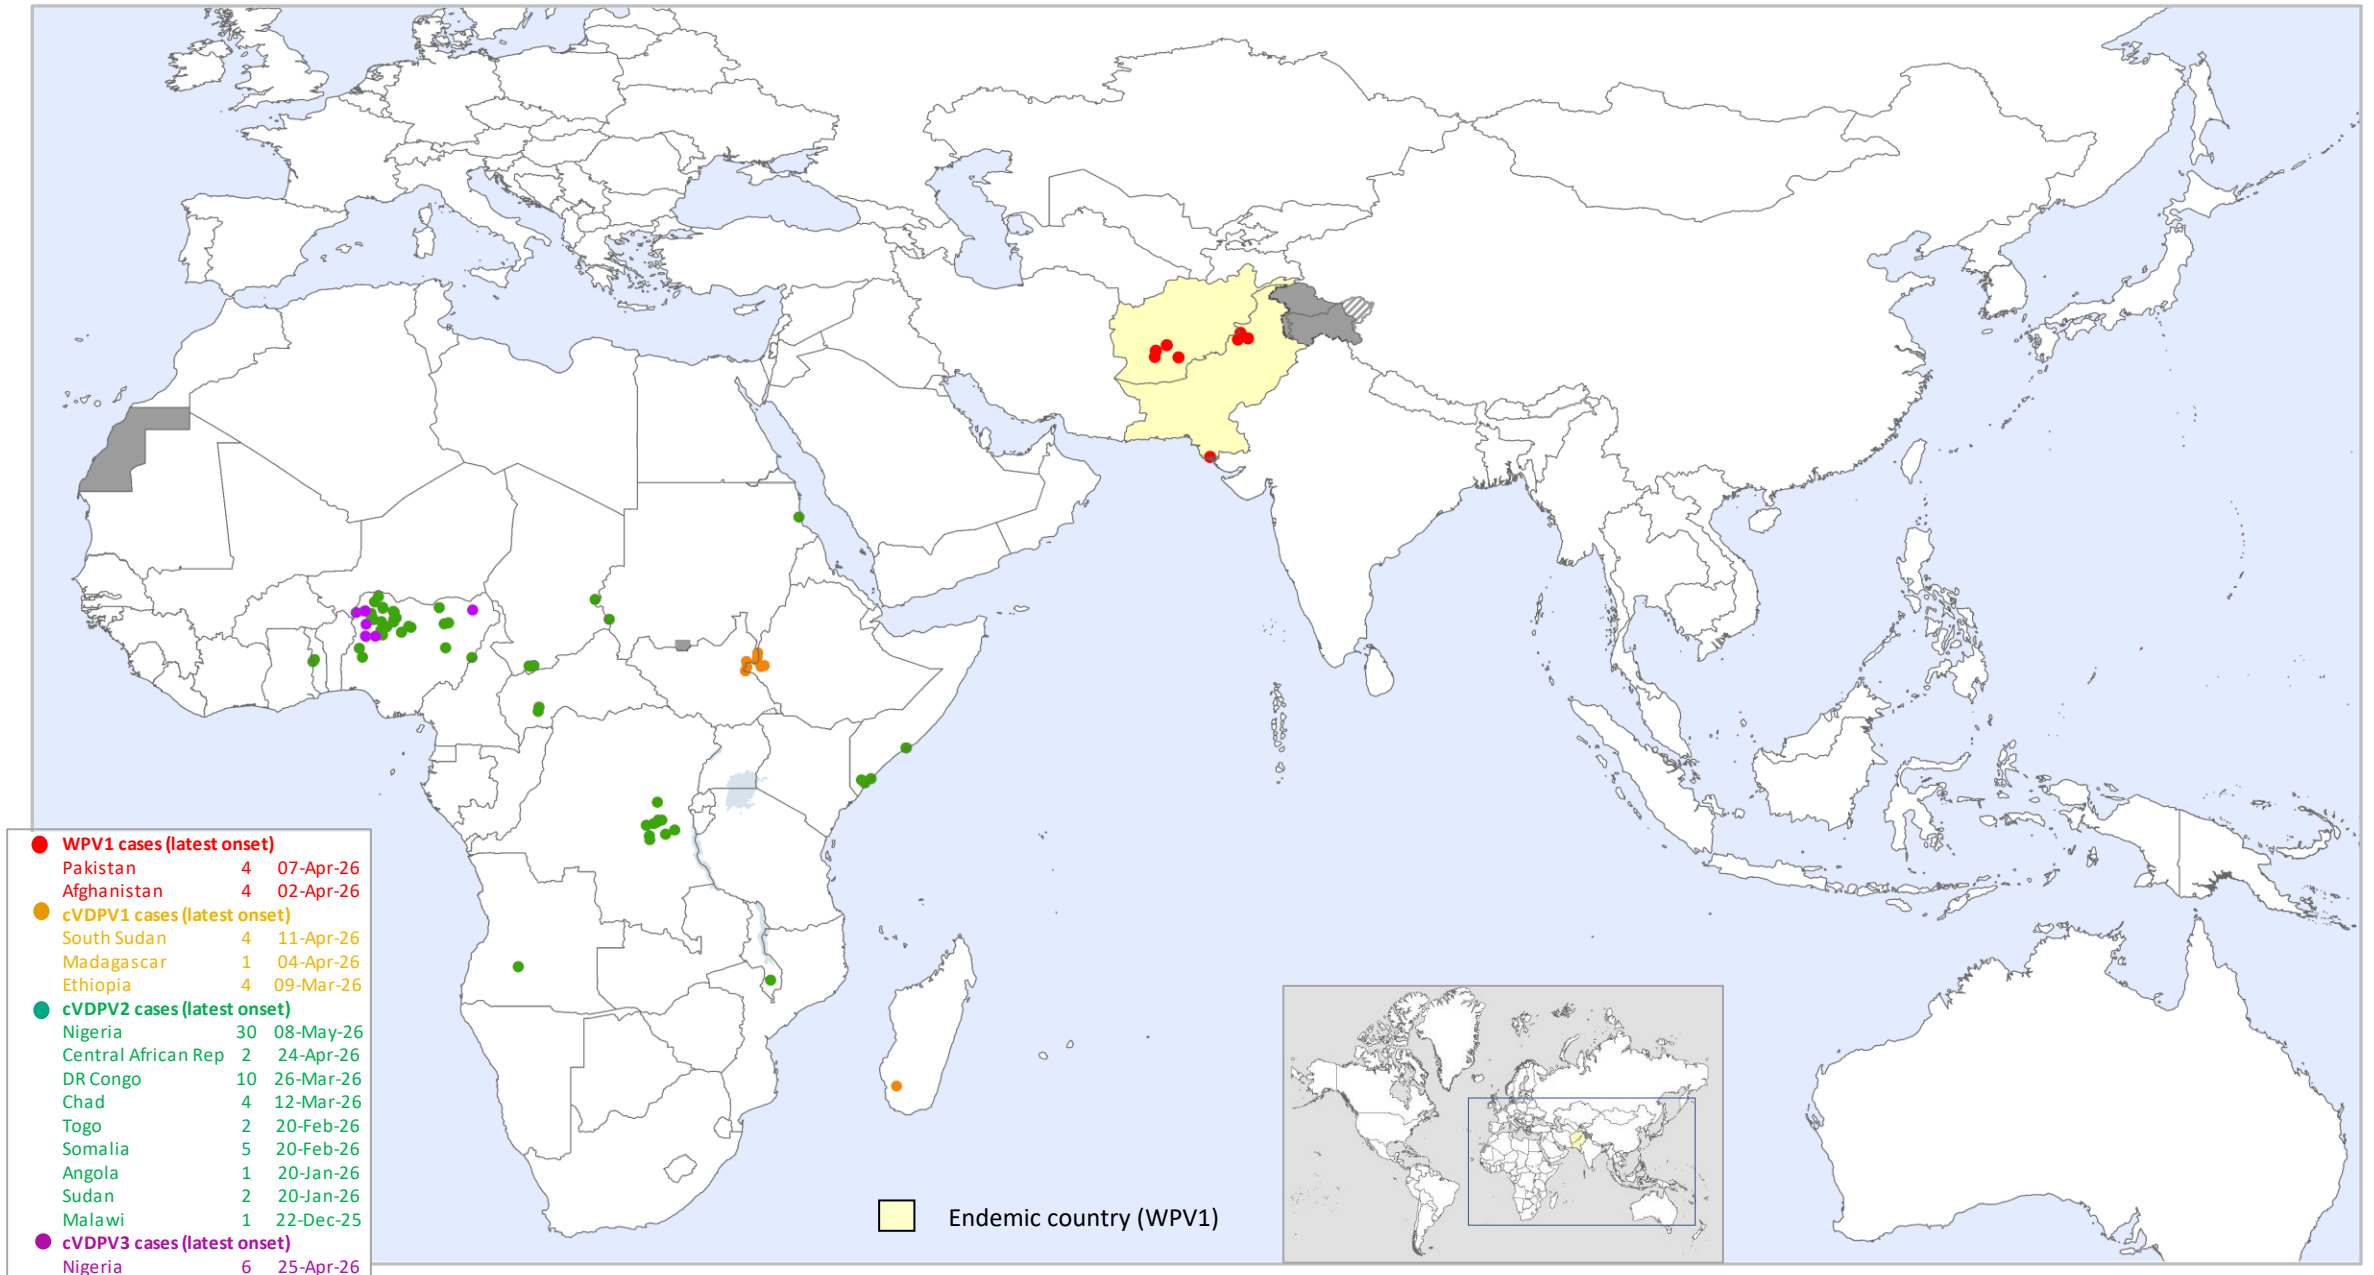 WPV1 cases (latest onset)
Pakistan 4 07-Apr-26
Afghanistan 4 02-Apr-26
cVDPV1 cases (latest onset)
South Sudan 4 11-Apr-26
Madagascar 1 04-Apr-26
Ethiopia 4 09-Mar-26
cVDPV2 cases (latest onset)
Nigeria 30 08-May-26
Central African Rep 2 24-Apr-26
DR Congo 10 26-Mar-26
Chad 4 12-Mar-26
Togo 2 20-Feb-26
Somalia 5 20-Feb-26
Angola 1 20-Jan-26
Sudan 2 20-Jan-26
Malawi 1 22-Dec-25
cVDPV3 cases (latest onset)
Nigeria 6 25-Apr-26
Endemic country (WPV1)